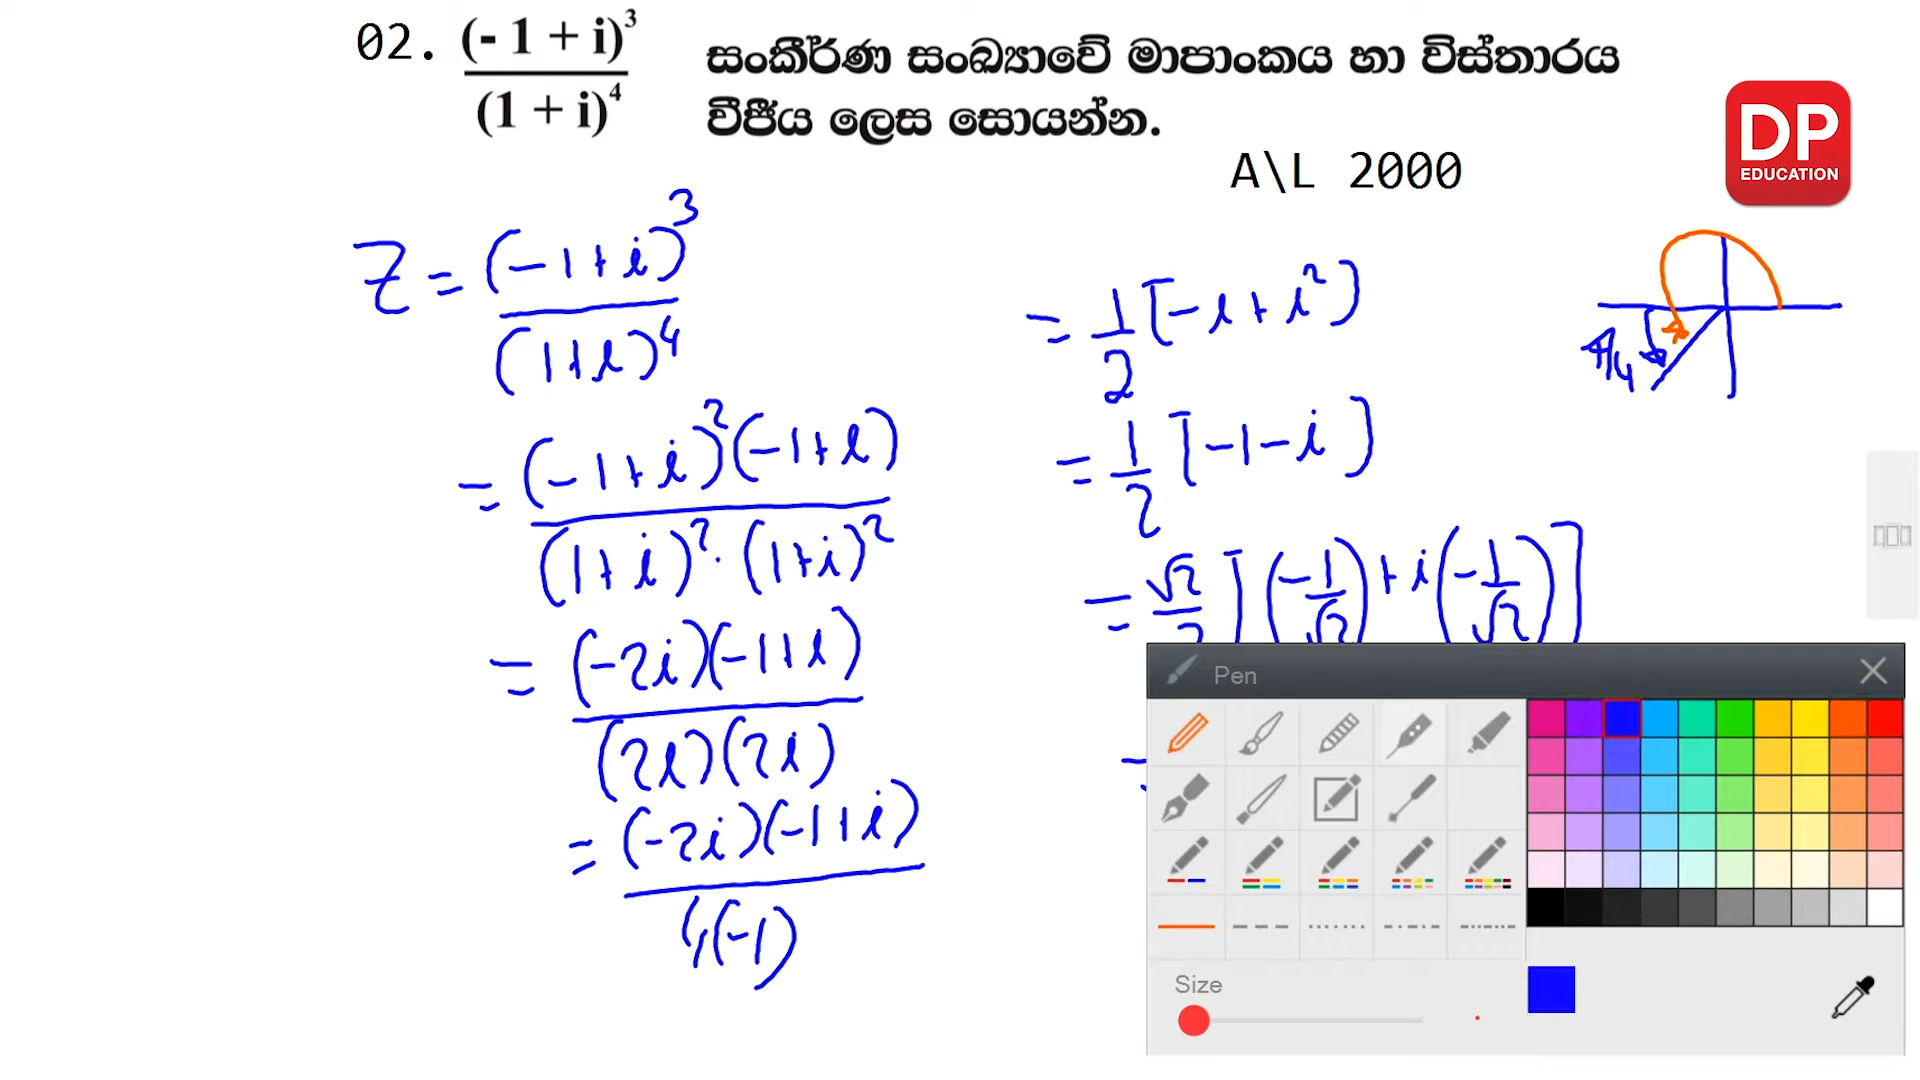 02. (- 1 + i)³ / (1 + i)⁴ සංකීර්ණ සංඛ්‍යාවේ මාපාංකය හා විස්තාරය
වීජීය ලෙස සොයන්න.
A\L 2000
DP
EDUCATION
Z = (-1+i)³ / (1+i)⁴
= (-1+i)²(-1+i) / (1+i)² · (1+i)²
= (-2i)(-1+i) / (2i)(2i)
= (-2i)(-1+i) / 4(-1)
= 1/2 [-i + i²]
= 1/2 [-1 - i]
= √2/2 [(-1/√2) + i(-1/√2)]
π/4
Pen
Size